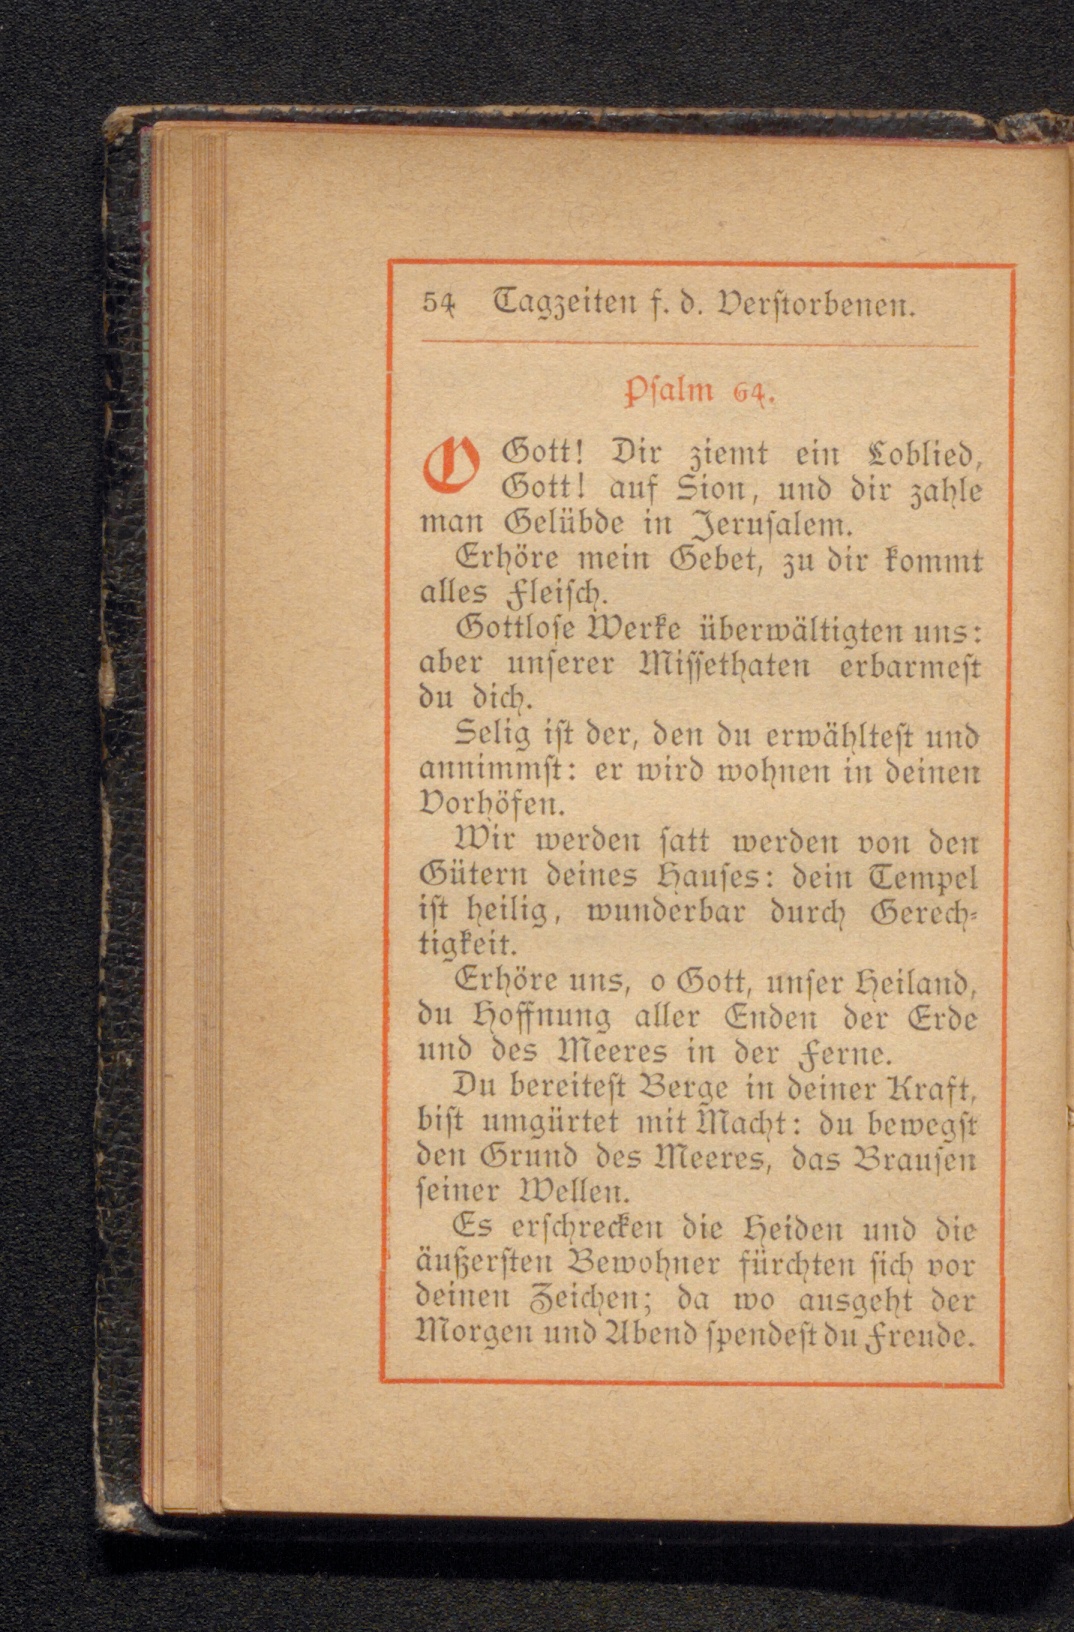 54 Tagzeiten f. d. Verstorbenen.
Psalm 64.
O Gott! Dir ziemt ein Loblied,
Gott! auf Sion, und dir zahle
man Gelübde in Jerusalem.
Erhöre mein Gebet, zu dir kommt
alles Fleisch.
Gottlose Werke überwältigten uns:
aber unserer Missethaten erbarmest
du dich.
Selig ist der, den du erwähltest und
annimmst: er wird wohnen in deinen
Vorhöfen.
Wir werden satt werden von den
Gütern deines Hauses: dein Tempel
ist heilig, wunderbar durch Gerech-
tigkeit.
Erhöre uns, o Gott, unser Heiland,
du Hoffnung aller Enden der Erde
und des Meeres in der Ferne.
Du bereitest Berge in deiner Kraft,
bist umgürtet mit Macht: du bewegst
den Grund des Meeres, das Brausen
seiner Wellen.
Es erschrecken die Heiden und die
äußersten Bewohner fürchten sich vor
deinen Zeichen; da wo ausgeht der
Morgen und Abend spendest du Freude.